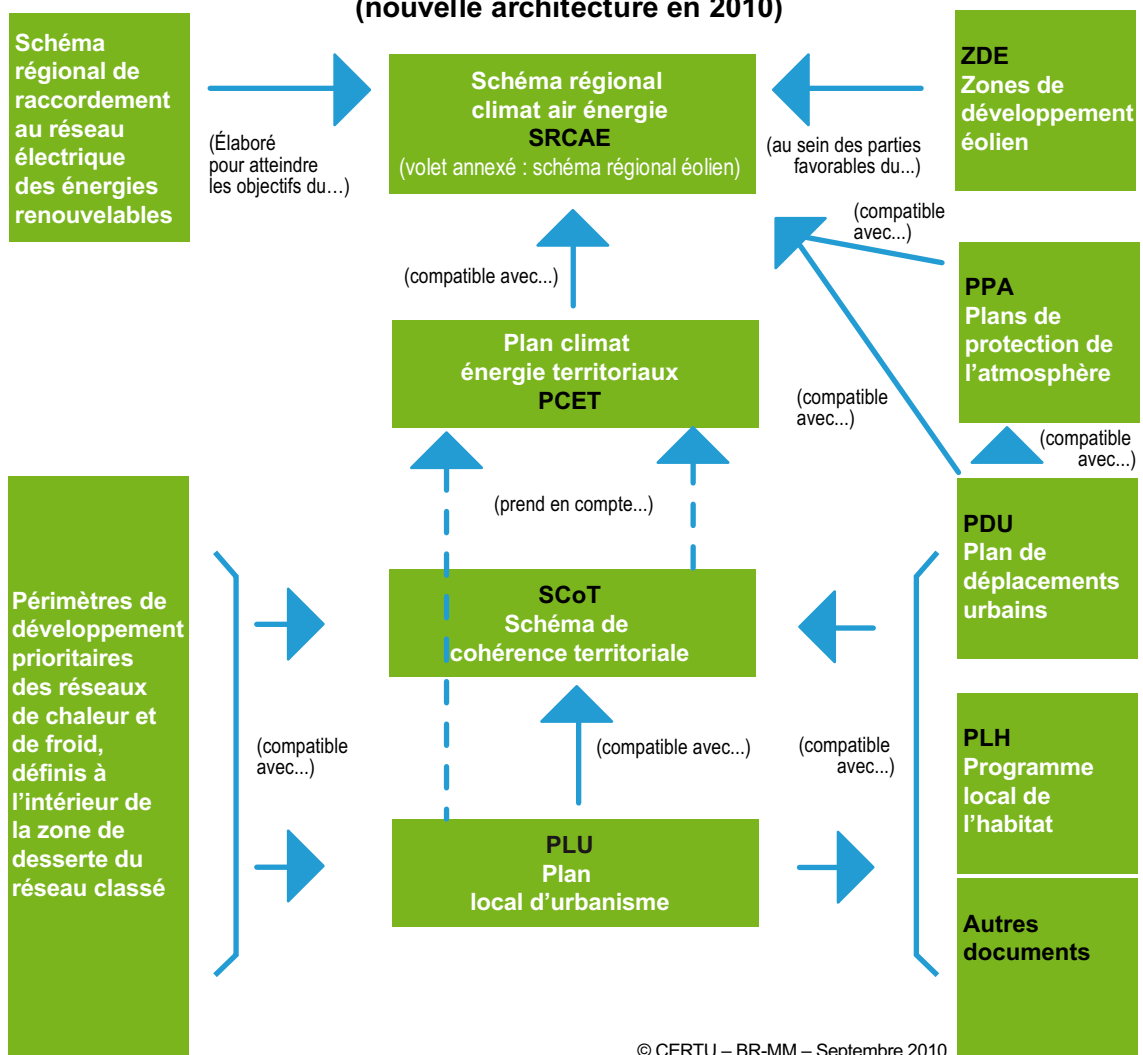 (nouvelle architecture en 2010)
Schéma
régional de
raccordement
au réseau
électrique
des énergies
renouvelables
(Élaboré
pour atteindre
les objectifs du…)
Schéma régional
climat air énergie
SRCAE
(volet annexé : schéma régional éolien)
(au sein des parties
favorables du...)
ZDE
Zones de
développement
éolien
(compatible
avec...)
(compatible avec...)
PPA
Plans de
protection de
l’atmosphère
Plan climat
énergie territoriaux
PCET
(compatible
avec...)
(compatible
avec...)
(prend en compte...)
PDU
Plan de
déplacements
urbains
Périmètres de
développement
prioritaires
des réseaux
de chaleur et
de froid,
définis à
l’intérieur de
la zone de
desserte du
réseau classé
SCoT
Schéma de
cohérence territoriale
(compatible
avec...)
(compatible avec...)
(compatible
avec...)
PLH
Programme
local de
l’habitat
PLU
Plan
local d’urbanisme
Autres
documents
© CERTU – BR-MM – Septembre 2010